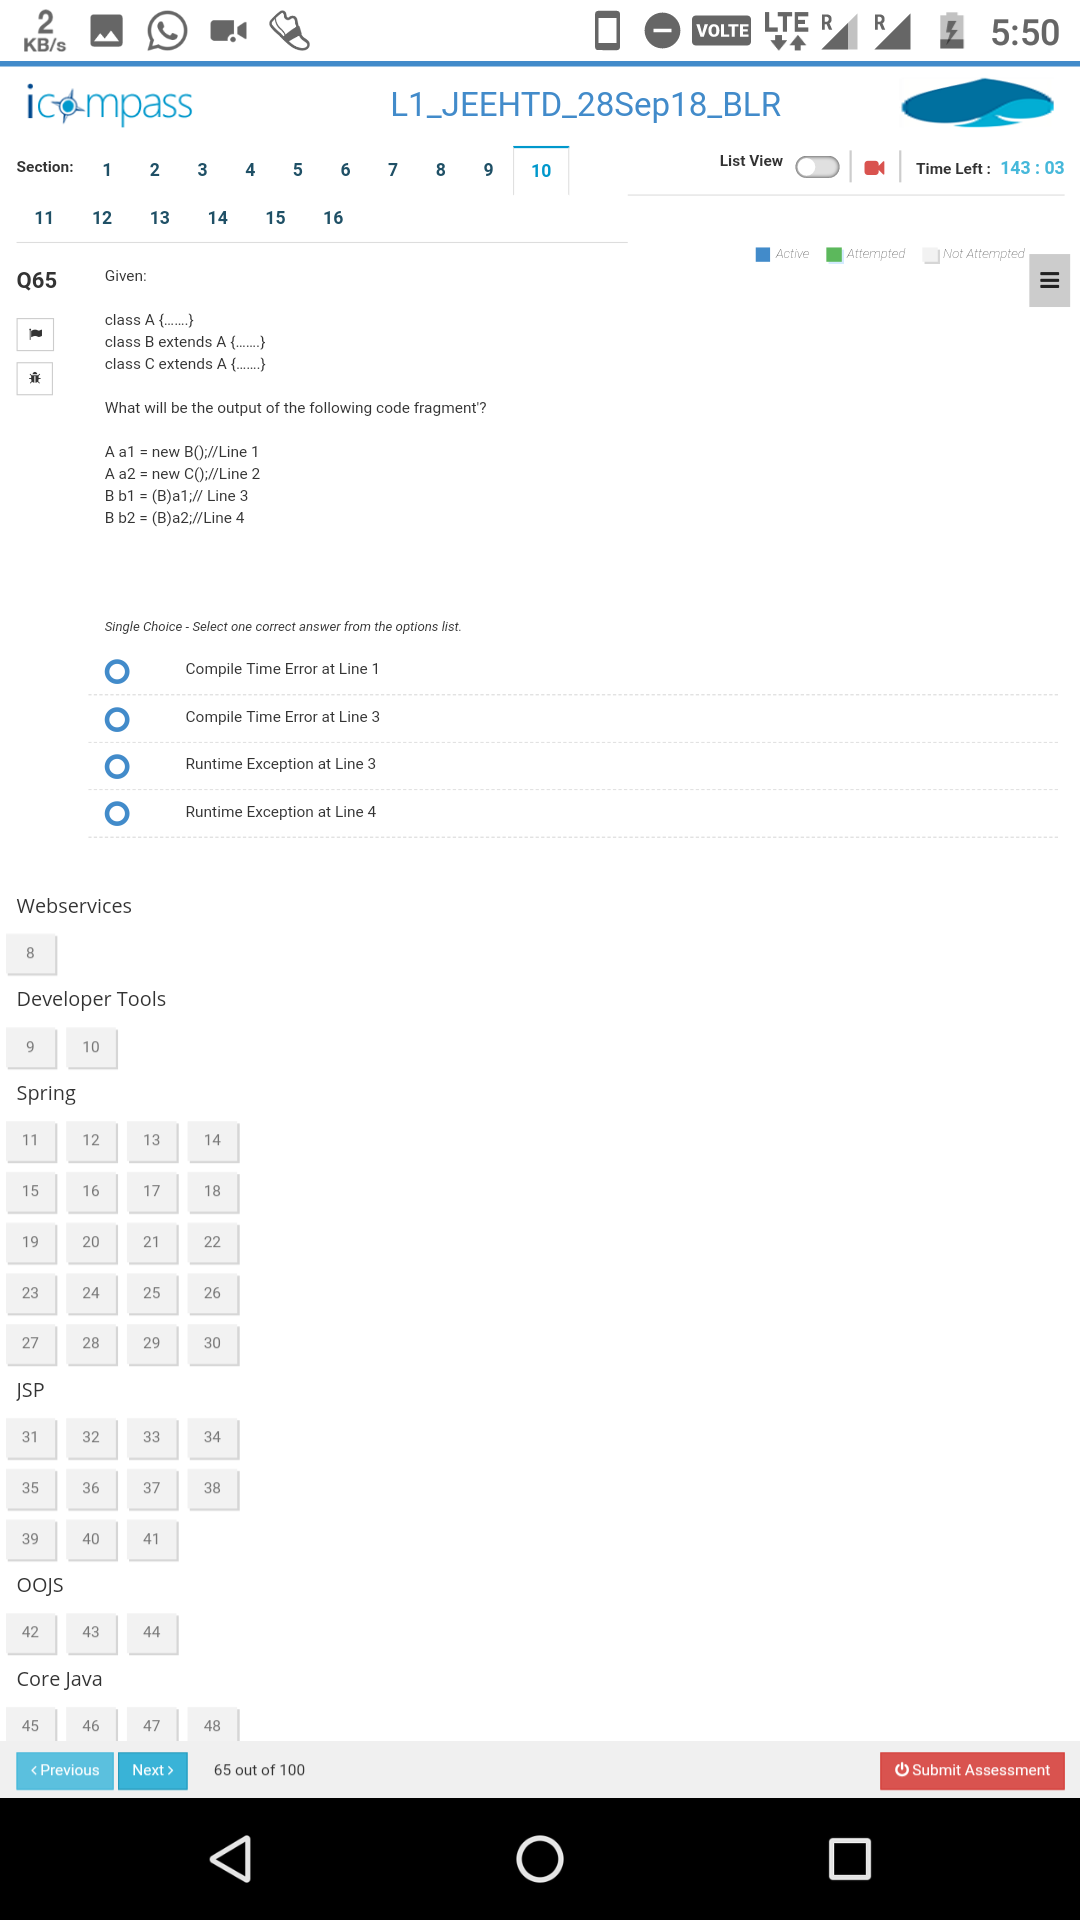 2
KB/s
VOLTE
LTE
R
R
5:50
icompass
L1_JEEHTD_28Sep18_BLR
Section:
1 2 3 4 5 6 7 8 9 10
List View
Time Left : 143 : 03
11 12 13 14 15 16
Active Attempted Not Attempted
Q65
Given:
class A {.......}
class B extends A {.......}
class C extends A {.......}
What will be the output of the following code fragment'?
A a1 = new B();//Line 1
A a2 = new C();//Line 2
B b1 = (B)a1;// Line 3
B b2 = (B)a2;//Line 4
Single Choice - Select one correct answer from the options list.
Compile Time Error at Line 1
Compile Time Error at Line 3
Runtime Exception at Line 3
Runtime Exception at Line 4
Webservices
8
Developer Tools
9 10
Spring
11 12 13 14
15 16 17 18
19 20 21 22
23 24 25 26
27 28 29 30
JSP
31 32 33 34
35 36 37 38
39 40 41
OOJS
42 43 44
Core Java
45 46 47 48
Previous Next 65 out of 100 Submit Assessment